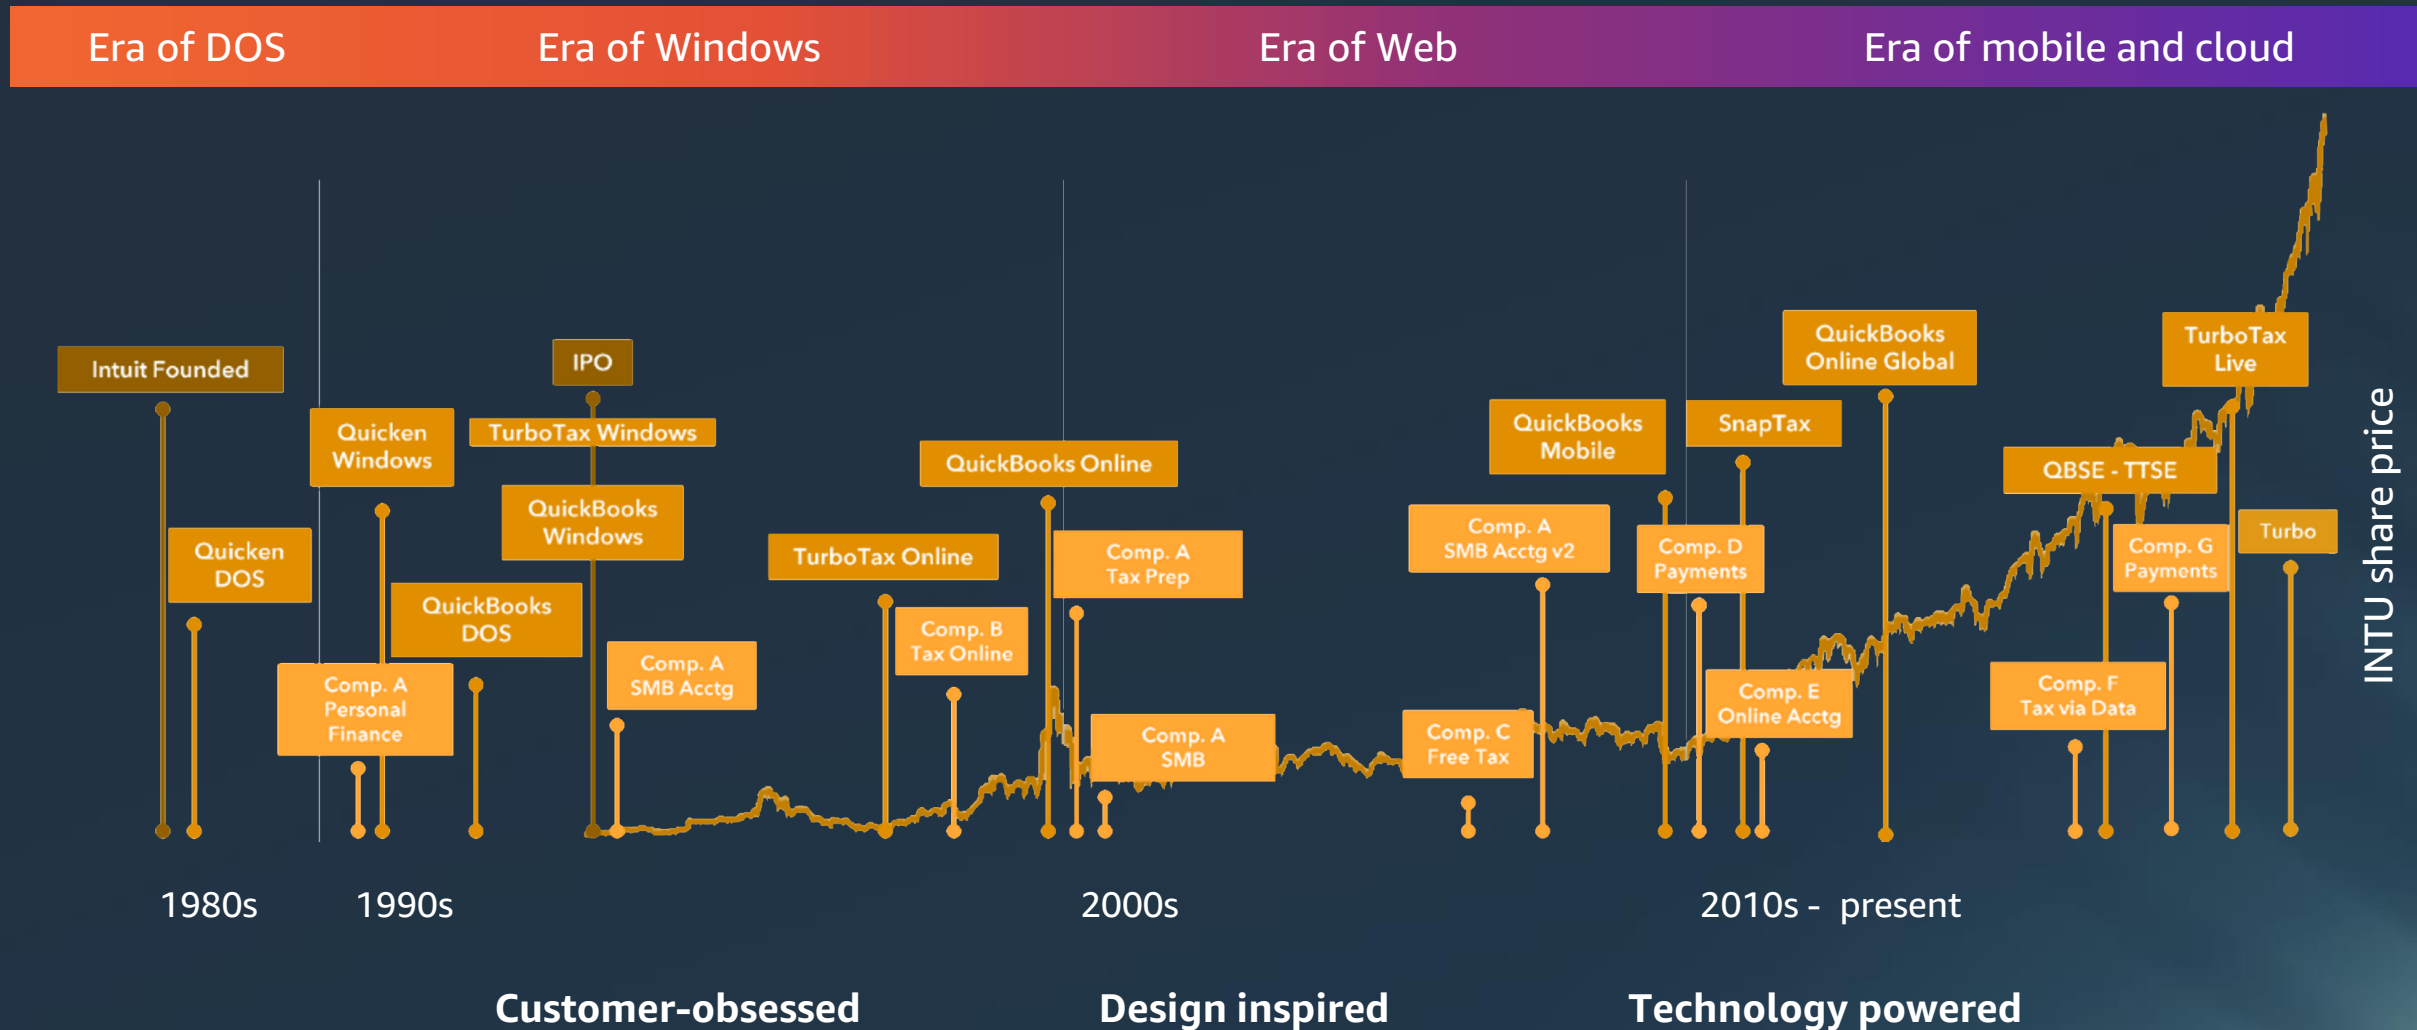 Era of DOS
Era of Windows
Era of Web
Era of mobile and cloud
Intuit Founded
Quicken
DOS
Comp. A
Personal
Finance
Quicken
Windows
QuickBooks
DOS
IPO
TurboTax Windows
QuickBooks
Windows
Comp. A
SMB Acctg
TurboTax Online
Comp. B
Tax Online
QuickBooks Online
Comp. A
Tax Prep
Comp. A
SMB
Comp. C
Free Tax
Comp. A
SMB Acctg v2
QuickBooks
Mobile
Comp. D
Payments
SnapTax
Comp. E
Online Acctg
QuickBooks
Online Global
Comp. F
Tax via Data
QBSE - TTSE
Comp. G
Payments
TurboTax
Live
Turbo
INTU share price
1980s
1990s
2000s
2010s - present
Customer-obsessed
Design inspired
Technology powered